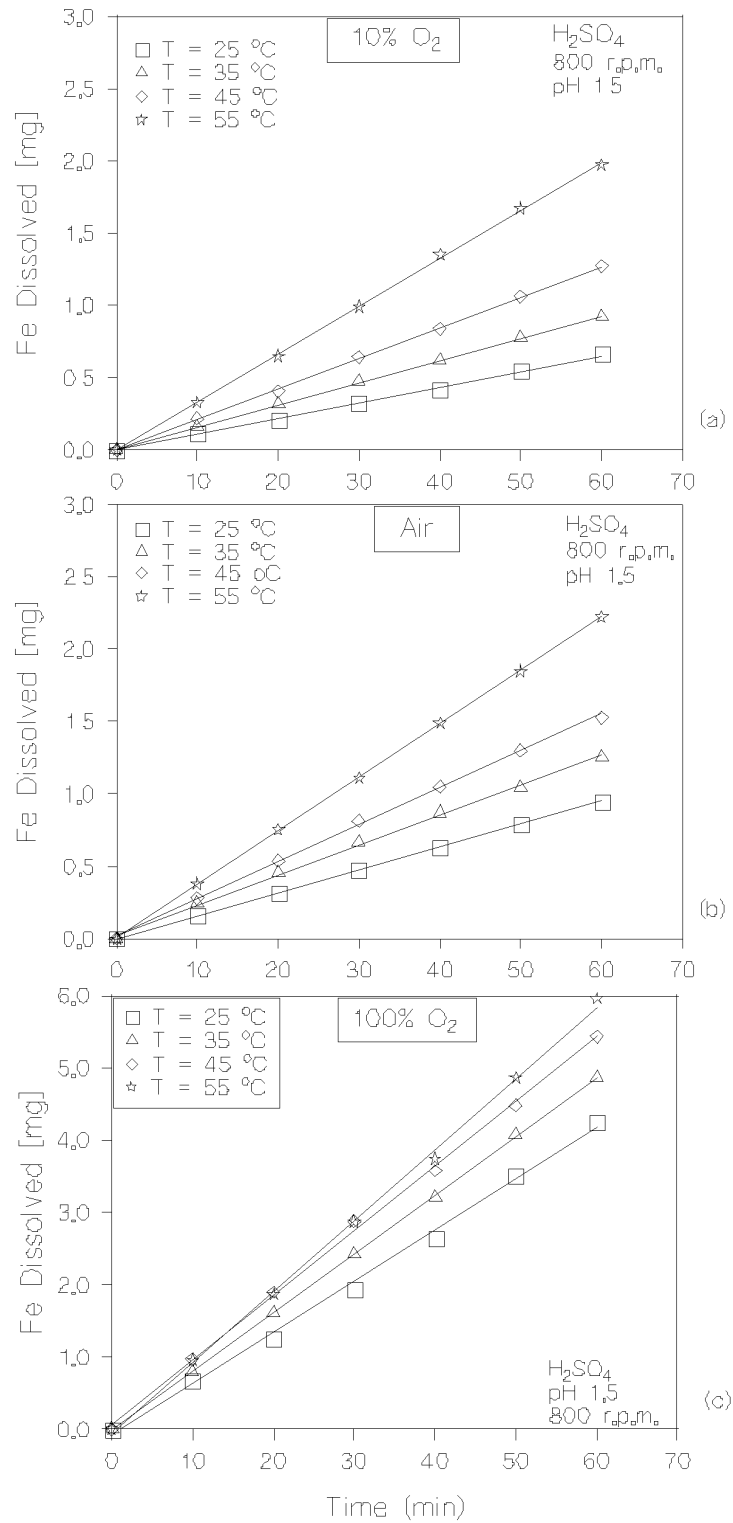 3.0
10% O₂
H₂SO₄
T = 25 °C
800 r.p.m.
T = 35 °C
pH 1.5
2.5
T = 45 °C
T = 55 °C
2.0
1.5
1.0
0.5
0.0
Fe Dissolved [mg]
(a)
0 10 20 30 40 50 60 70
3.0
Air
T = 25 °C
H₂SO₄
T = 35 °C
800 r.p.m.
T = 45 oC
pH 1.5
2.5
T = 55 °C
2.0
1.5
1.0
0.5
0.0
Fe Dissolved [mg]
(b)
0 10 20 30 40 50 60 70
6.0
100% O₂
T = 25 °C
T = 35 °C
T = 45 °C
5.0
T = 55 °C
4.0
3.0
2.0
1.0
0.0
Fe Dissolved [mg]
H₂SO₄
pH 1.5
800 r.p.m.
(c)
0 10 20 30 40 50 60 70
Time (min)